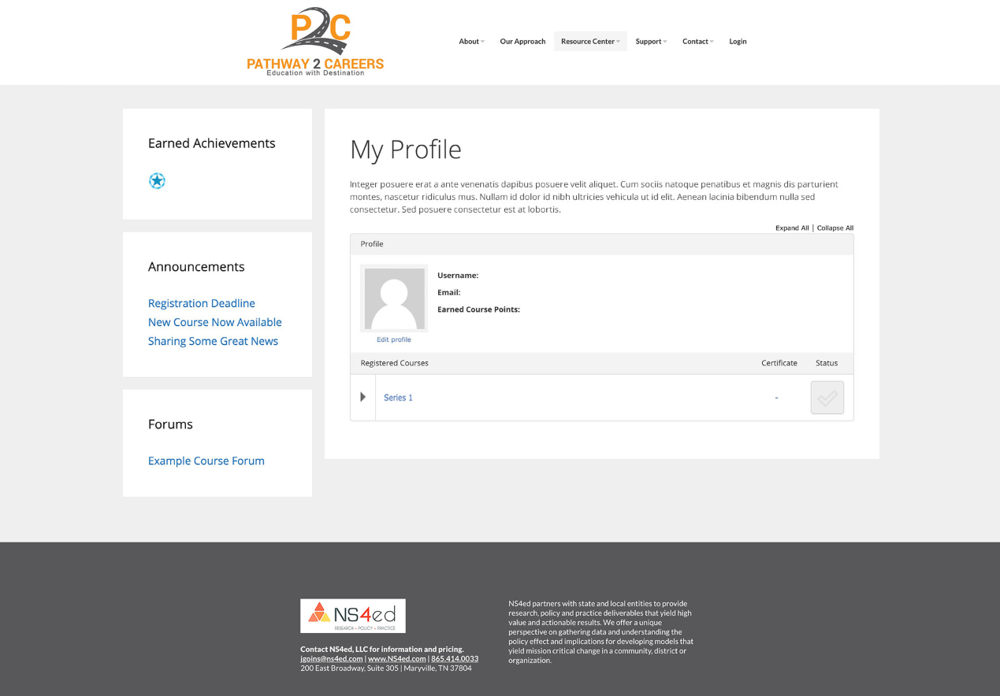 P2C
PATHWAY 2 CAREERS
Education with Destination
About
Our Approach
Resource Center
Support
Contact
Login
Earned Achievements
Announcements
Registration Deadline
New Course Now Available
Sharing Some Great News
Forums
Example Course Forum
My Profile
Integer posuere erat a ante venenatis dapibus posuere velit aliquet. Cum sociis natoque penatibus et magnis dis parturient
montes, nascetur ridiculus mus. Nullam id dolor id nibh ultricies vehicula ut id elit. Aenean lacinia bibendum nulla sed
consectetur. Sed posuere consectetur est at lobortis.
Expand All | Collapse All
Profile
Username:
Email:
Earned Course Points:
Edit profile
Registered Courses Certificate Status
Series 1 -
NS4ed
RESEARCH • POLICY • PRACTICE
Contact NS4ed, LLC for information and pricing.
jgoins@ns4ed.com | www.NS4ed.com | 865.414.0033
200 East Broadway, Suite 305 | Maryville, TN 37804
NS4ed partners with state and local entities to provide
research, policy and practice deliverables that yield high
value and actionable results. We offer a unique
perspective on gathering data and understanding the
policy effect and implications for developing models that
yield mission critical change in a community, district or
organization.